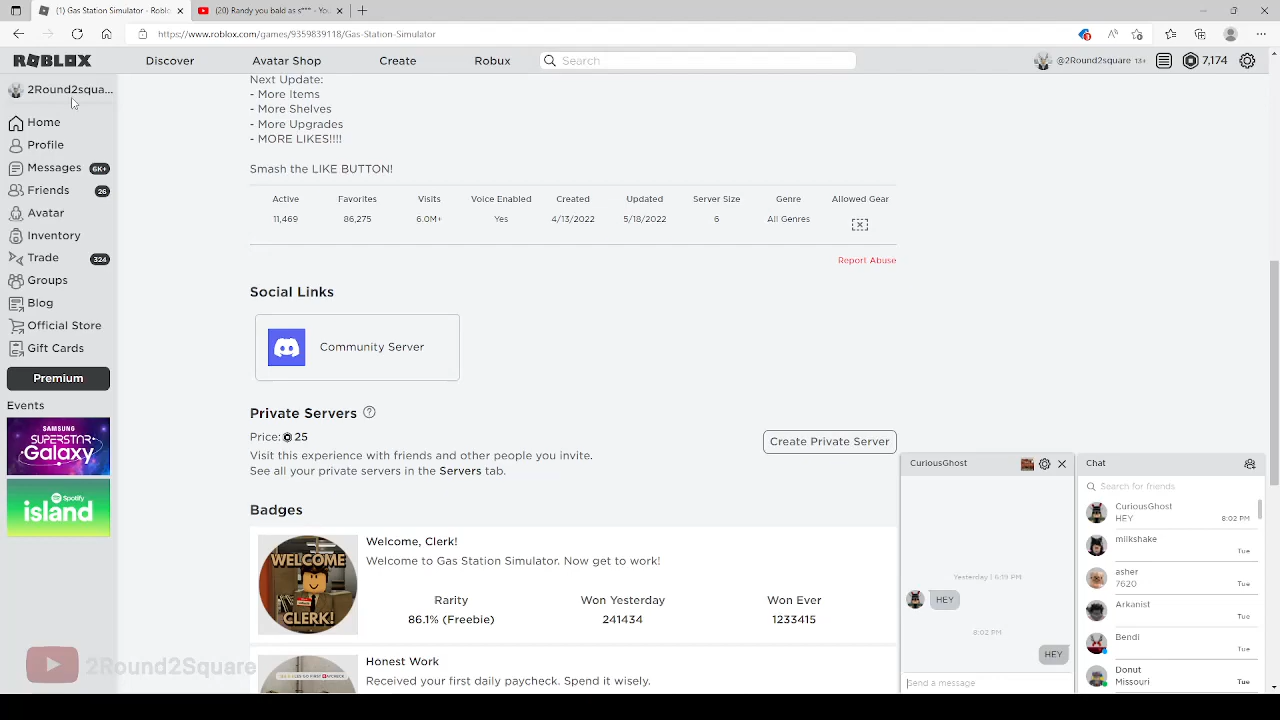 (1) Gas Station Simulator - Roblo
(20) Randy you bald as s*** - You
https://www.roblox.com/games/9359839118/Gas-Station-Simulator
ROBLOX
Discover
Avatar Shop
Create
Robux
Search
@2Round2square 13+
7,174
2Round2squa...
Home
Profile
Messages 6K+
Friends 26
Avatar
Inventory
Trade 324
Groups
Blog
Official Store
Gift Cards
Premium
Events
SAMSUNG
SUPERSTAR
Galaxy
Spotify
island
Next Update:
- More Items
- More Shelves
- More Upgrades
- MORE LIKES!!!!
Smash the LIKE BUTTON!
Active Favorites Visits Voice Enabled Created Updated Server Size Genre Allowed Gear
11,469 86,275 6.0M+ Yes 4/13/2022 5/18/2022 6 All Genres
Report Abuse
Social Links
Community Server
Private Servers
Price: 25
Create Private Server
Visit this experience with friends and other people you invite.
See all your private servers in the Servers tab.
Badges
WELCOME
CLERK!
Welcome, Clerk!
Welcome to Gas Station Simulator. Now get to work!
Rarity Won Yesterday Won Ever
86.1% (Freebie) 241434 1233415
Honest Work
Received your first daily paycheck. Spend it wisely.
2Round2Square
CuriousGhost
Yesterday | 6:19 PM
HEY
8:02 PM
HEY
Send a message
Chat
Search for friends
CuriousGhost
HEY 8:02 PM
milkshake
Tue
asher
7620 Tue
Arkanist
Tue
Bendi
Tue
Donut
Missouri Tue